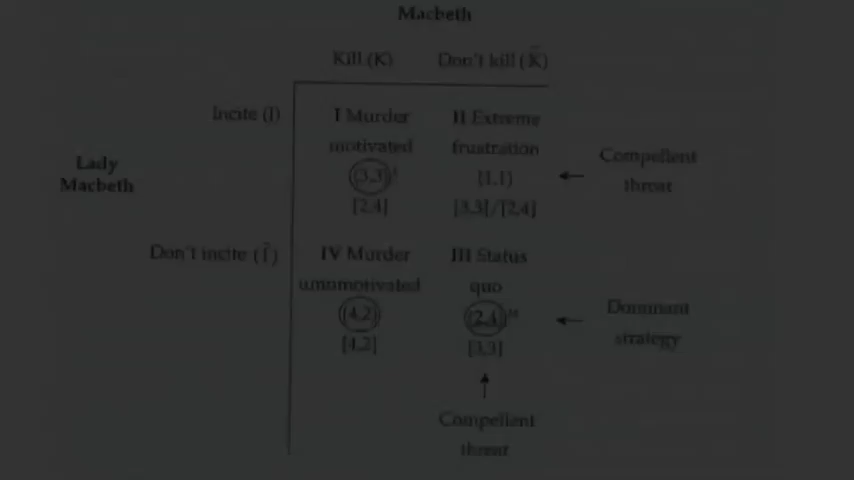 Macbeth
Kill (K) Don't kill (K̄)
Incite (I) I Murder II Extreme
motivated frustration Compellent
Lady (3,3) (1,1) ← threat
Macbeth [2,4] [3,3]/[2,4]
Don't incite (Ī) IV Murder III Status
unmotivated quo Dominant
(4,2) (2,4)ᴹ ← strategy
[4,2] [3,3]
↑
Compellent
threat